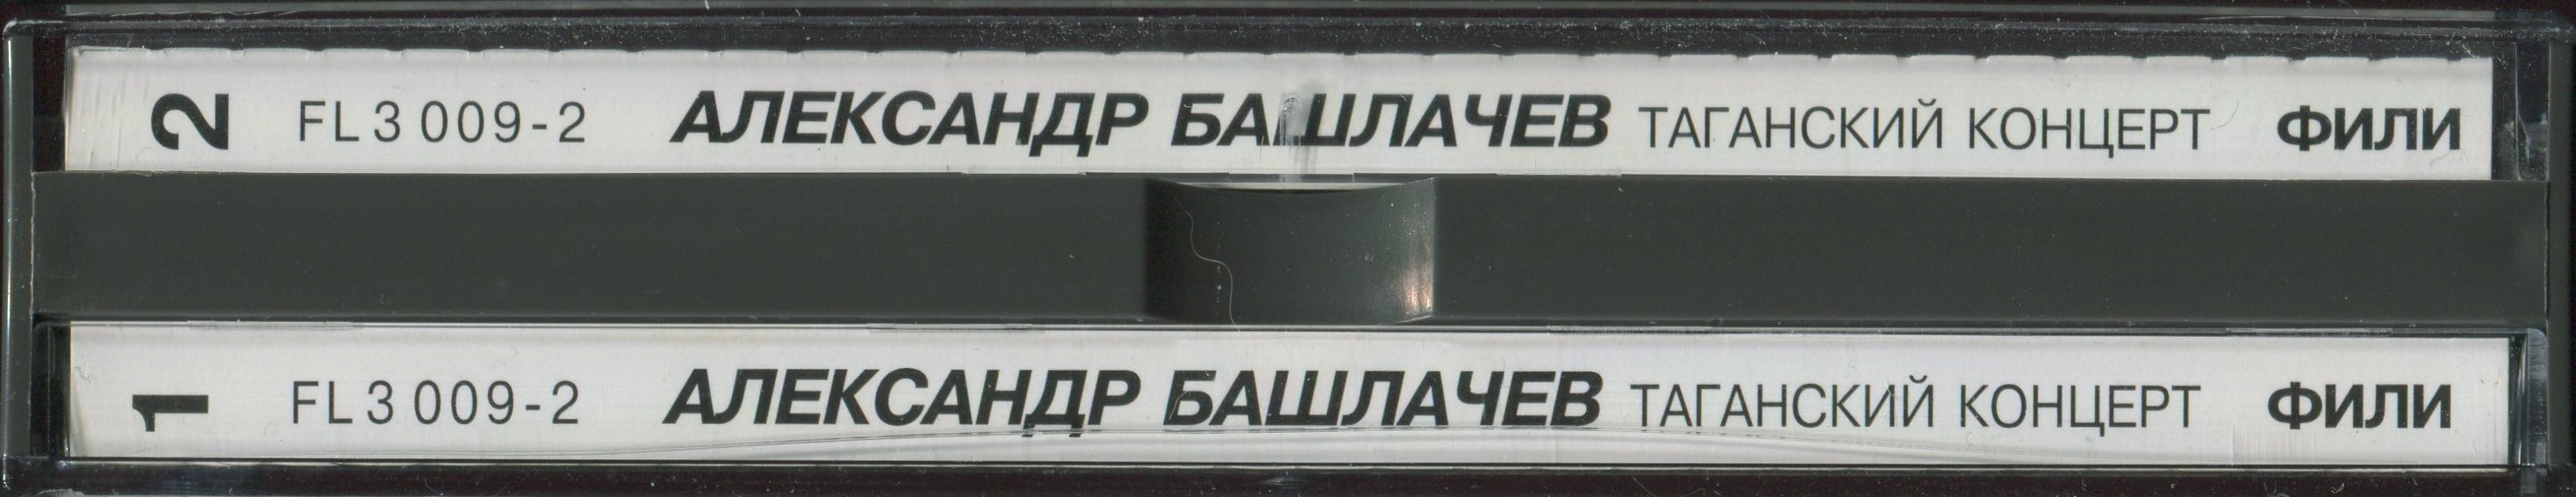 2 FL 3 009-2 АЛЕКСАНДР БАШЛАЧЕВ ТАГАНСКИЙ КОНЦЕРТ ФИЛИ
1 FL 3 009-2 АЛЕКСАНДР БАШЛАЧЕВ ТАГАНСКИЙ КОНЦЕРТ ФИЛИ